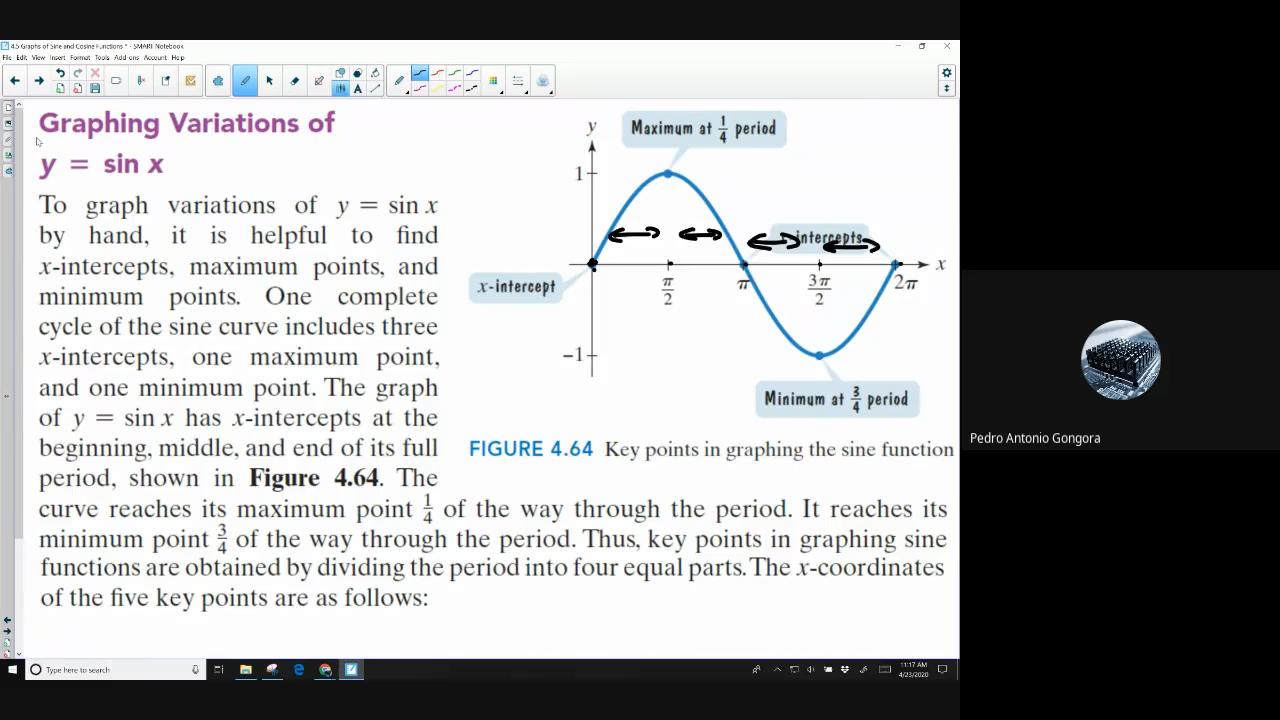 4.5 Graphs of Sine and Cosine Functions * - SMART Notebook
File Edit View Insert Format Tools Add-ons Account Help
Graphing Variations of
y = sin x
To graph variations of y = sin x
by hand, it is helpful to find
x-intercepts, maximum points, and
minimum points. One complete
cycle of the sine curve includes three
x-intercepts, one maximum point,
and one minimum point. The graph
of y = sin x has x-intercepts at the
beginning, middle, and end of its full
period, shown in Figure 4.64. The
curve reaches its maximum point 1/4 of the way through the period. It reaches its
minimum point 3/4 of the way through the period. Thus, key points in graphing sine
functions are obtained by dividing the period into four equal parts. The x-coordinates
of the five key points are as follows:
y
Maximum at 1/4 period
1
intercepts
x
x-intercept
π/2
π
3π/2
2π
−1
Minimum at 3/4 period
FIGURE 4.64 Key points in graphing the sine function
Pedro Antonio Gongora
Type here to search
11:17 AM
4/23/2020